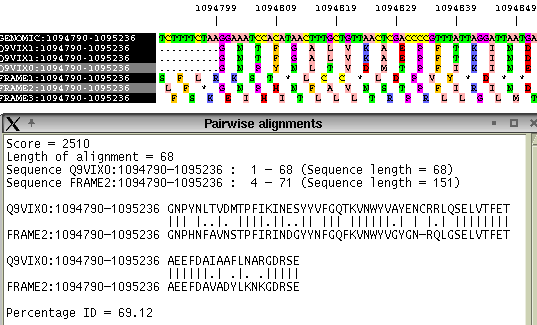 1094799 1094809 1094819 1094829 1094839 1094849
GENOMIC:1094790-1095236 TCTTTTCTAAGGAAATCCACATAACTTTGCTGTTAACTCGACCCCGTTTATTAGGATTAATGA
Q9VIX1:1094790-1095236
Q9VIX1:1094790-1095236
Q9VIX0:1094790-1095236
FRAME1:1094790-1095236
FRAME2:1094790-1095236
FRAME3:1094790-1095236
Pairwise alignments
Score = 2510
Length of alignment = 68
Sequence Q9VIX0:1094790-1095236 : 1 - 68 (Sequence length = 68)
Sequence FRAME2:1094790-1095236 : 4 - 71 (Sequence length = 151)
Q9VIX0:1094790-1095236 GNPYNLTVDMTPFIKINESYYVFGQTKVNWYVAYENCRRLQSELVTFET
FRAME2:1094790-1095236 GNPHNFAVNSTPFIRINDGYYNFGQFKVNWYVGYGN-RQLGSELVTFET
Q9VIX0:1094790-1095236 AEEFDAIAAFLNARGDRSE
FRAME2:1094790-1095236 AEEFDAVADYLKNKGDRSE
Percentage ID = 69.12